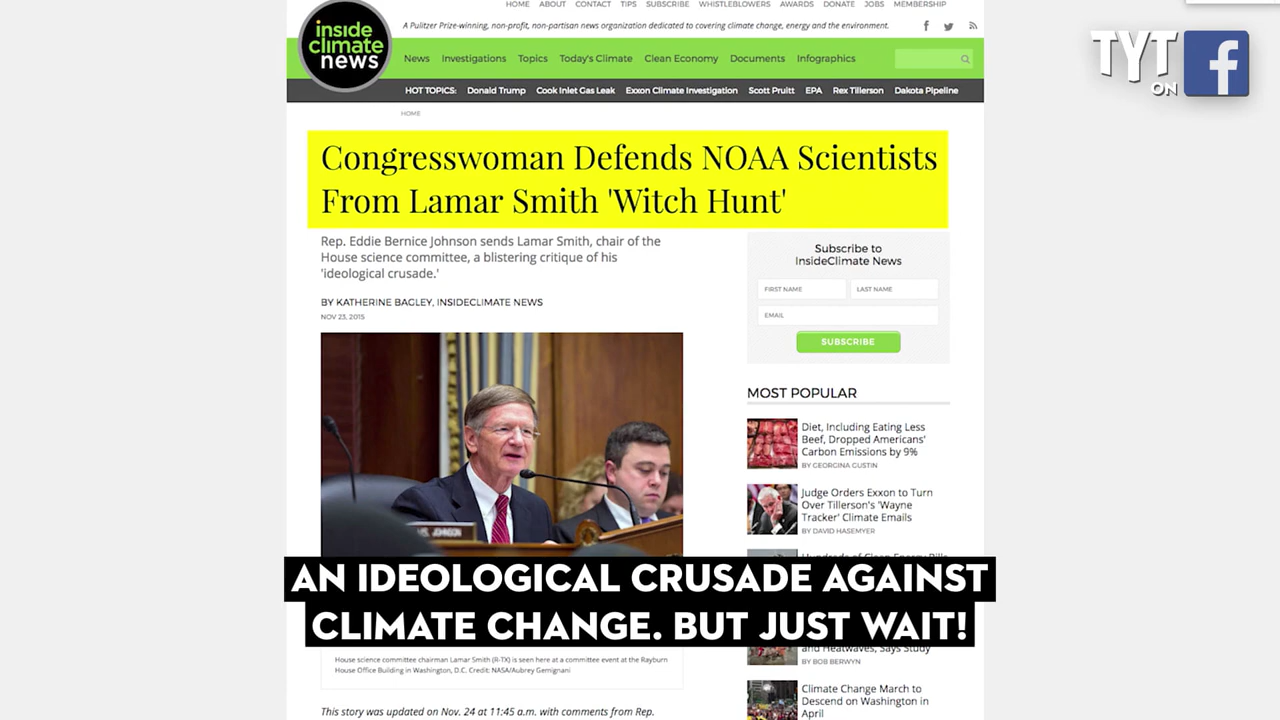 HOME ABOUT CONTACT TIPS SUBSCRIBE WHISTLEBLOWERS AWARDS DONATE JOBS MEMBERSHIP
A Pulitzer Prize-winning, non-profit, non-partisan news organization dedicated to covering climate change, energy and the environment.
inside
climate
news
News Investigations Topics Today's Climate Clean Economy Documents Infographics
HOT TOPICS: Donald Trump Cook Inlet Gas Leak Exxon Climate Investigation Scott Pruitt EPA Rex Tillerson Dakota Pipeline
TYT
ON
f
HOME
Congresswoman Defends NOAA Scientists
From Lamar Smith 'Witch Hunt'
Rep. Eddie Bernice Johnson sends Lamar Smith, chair of the
House science committee, a blistering critique of his
'ideological crusade.'
BY KATHERINE BAGLEY, INSIDECLIMATE NEWS
NOV 23, 2015
Subscribe to
InsideClimate News
FIRST NAME LAST NAME
EMAIL
SUBSCRIBE
MOST POPULAR
Diet, Including Eating Less
Beef, Dropped Americans'
Carbon Emissions by 9%
BY GEORGINA GUSTIN
Judge Orders Exxon to Turn
Over Tillerson's 'Wayne
Tracker' Climate Emails
BY DAVID HASEMYER
Hundreds of Clean Energy Bills
AN IDEOLOGICAL CRUSADE AGAINST
CLIMATE CHANGE. BUT JUST WAIT!
and Heatwaves, Says Study
BY BOB BERWYN
House science committee chairman Lamar Smith (R-TX) is seen here at a committee event at the Rayburn
House Office Building in Washington, D.C. Credit: NASA/Aubrey Gemignani
Climate Change March to
Descend on Washington in
April
This story was updated on Nov. 24 at 11:45 a.m. with comments from Rep.